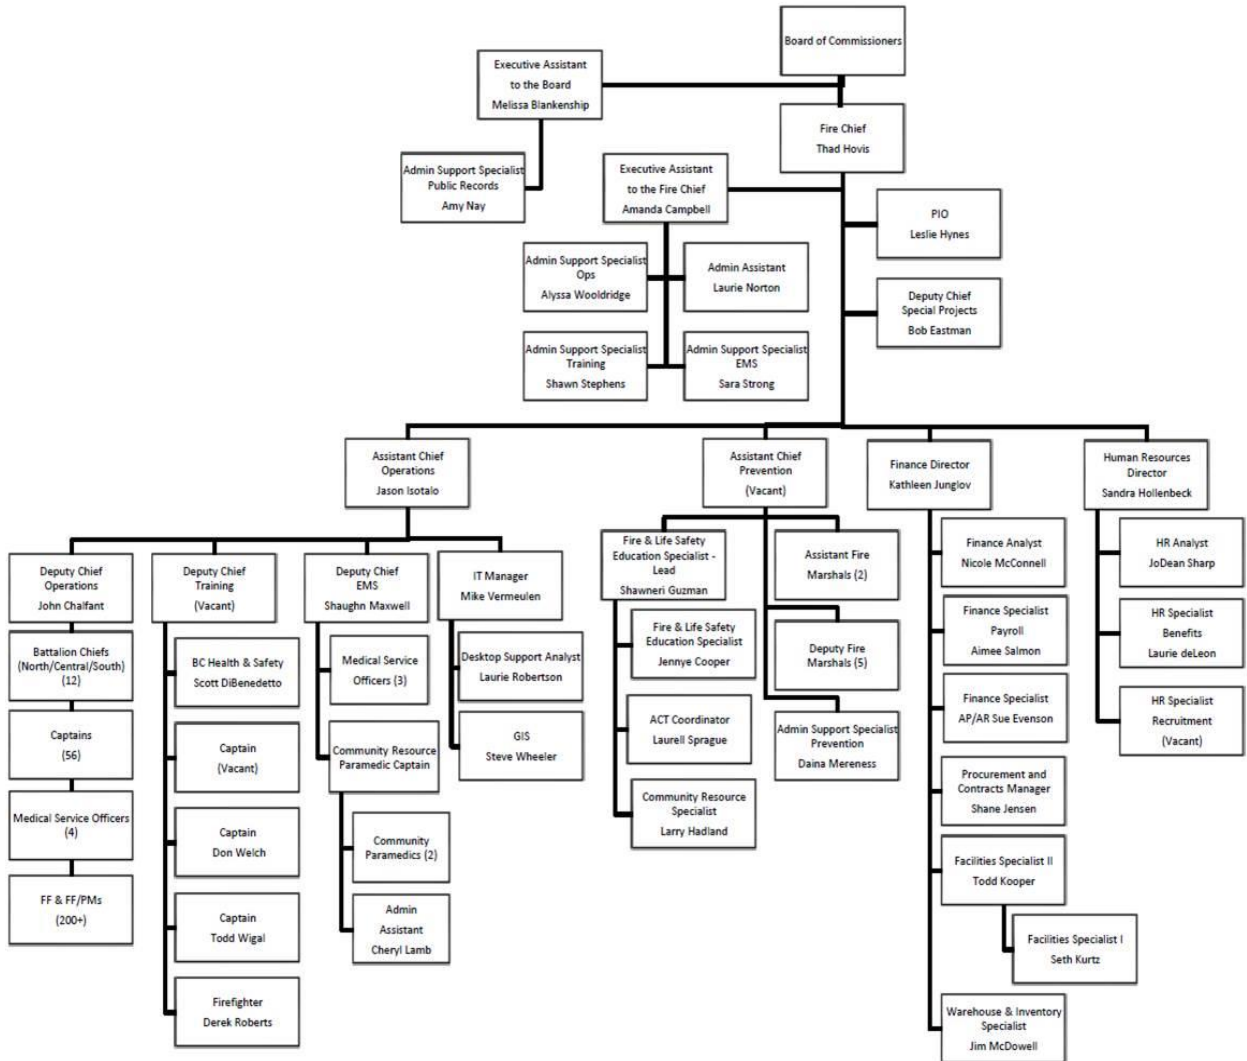 Board of Commissioners
Executive Assistant
to the Board
Melissa Blankenship
Fire Chief
Thad Hovis
Admin Support Specialist
Public Records
Amy Nay
Executive Assistant
to the Fire Chief
Amanda Campbell
PIO
Leslie Hynes
Admin Support Specialist
Ops
Alyssa Wooldridge
Admin Assistant
Laurie Norton
Deputy Chief
Special Projects
Bob Eastman
Admin Support Specialist
Training
Shawn Stephens
Admin Support Specialist
EMS
Sara Strong
Assistant Chief
Operations
Jason Isotalo
Assistant Chief
Prevention
(Vacant)
Finance Director
Kathleen Junglov
Human Resources
Director
Sandra Hollenbeck
Deputy Chief
Operations
John Chalfant
Battalion Chiefs
(North/Central/South)
(12)
Captains
(56)
Medical Service Officers
(4)
FF & FF/PMs
(200+)
Deputy Chief
Training
(Vacant)
BC Health & Safety
Scott DiBenedetto
Captain
(Vacant)
Captain
Don Welch
Captain
Todd Wigal
Firefighter
Derek Roberts
Deputy Chief
EMS
Shaughn Maxwell
Medical Service
Officers (3)
Community Resource
Paramedic Captain
Community
Paramedics (2)
Admin
Assistant
Cheryl Lamb
IT Manager
Mike Vermeulen
Desktop Support Analyst
Laurie Robertson
GIS
Steve Wheeler
Fire & Life Safety
Education Specialist -
Lead
Shawneri Guzman
Fire & Life Safety
Education Specialist
Jennye Cooper
ACT Coordinator
Laurell Sprague
Community Resource
Specialist
Larry Hadland
Assistant Fire
Marshals (2)
Deputy Fire
Marshals (5)
Admin Support Specialist
Prevention
Daina Mereness
Finance Analyst
Nicole McConnell
Finance Specialist
Payroll
Aimee Salmon
Finance Specialist
AP/AR Sue Evenson
Procurement and
Contracts Manager
Shane Jensen
Facilities Specialist II
Todd Kooper
Facilities Specialist I
Seth Kurtz
Warehouse & Inventory
Specialist
Jim McDowell
HR Analyst
JoDean Sharp
HR Specialist
Benefits
Laurie deLeon
HR Specialist
Recruitment
(Vacant)